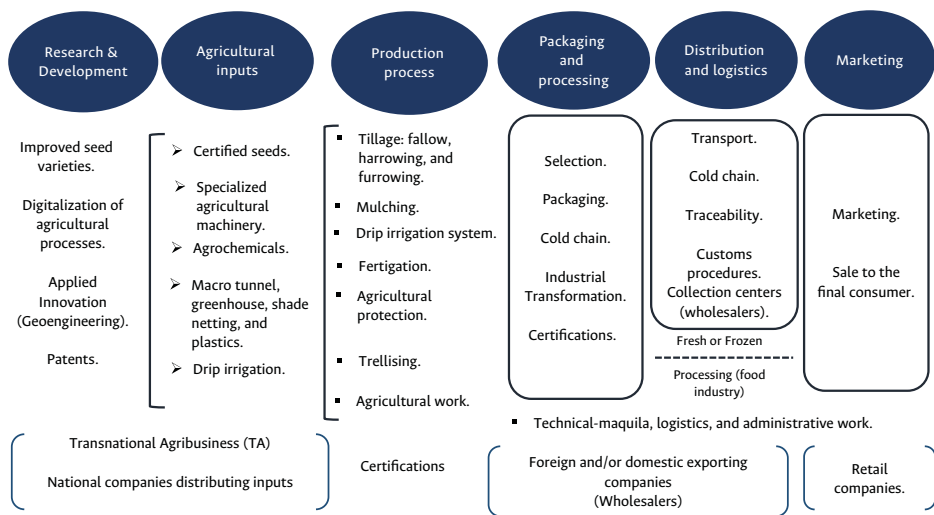 Research &
Development
Agricultural
inputs
Production
process
Packaging
and
processing
Distribution
and logistics
Marketing
Improved seed
varieties.
Digitalization of
agricultural
processes.
Applied
Innovation
(Geoengineering).
Patents.
Certified seeds.
Specialized
agricultural
machinery.
Agrochemicals.
Macro tunnel,
greenhouse, shade
netting, and
plastics.
Drip irrigation.
Tillage: fallow,
harrowing, and
furrowing.
Mulching.
Drip irrigation system.
Fertigation.
Agricultural
protection.
Trellising.
Agricultural work.
Selection.
Packaging.
Cold chain.
Industrial
Transformation.
Certifications.
Transport.
Cold chain.
Traceability.
Customs
procedures.
Collection centers
(wholesalers).
Fresh or Frozen
Processing (food
industry)
Marketing.
Sale to the
final consumer.
Technical-maquila, logistics, and administrative work.
Transnational Agribusiness (TA)
National companies distributing inputs
Certifications
Foreign and/or domestic exporting
companies
(Wholesalers)
Retail
companies.